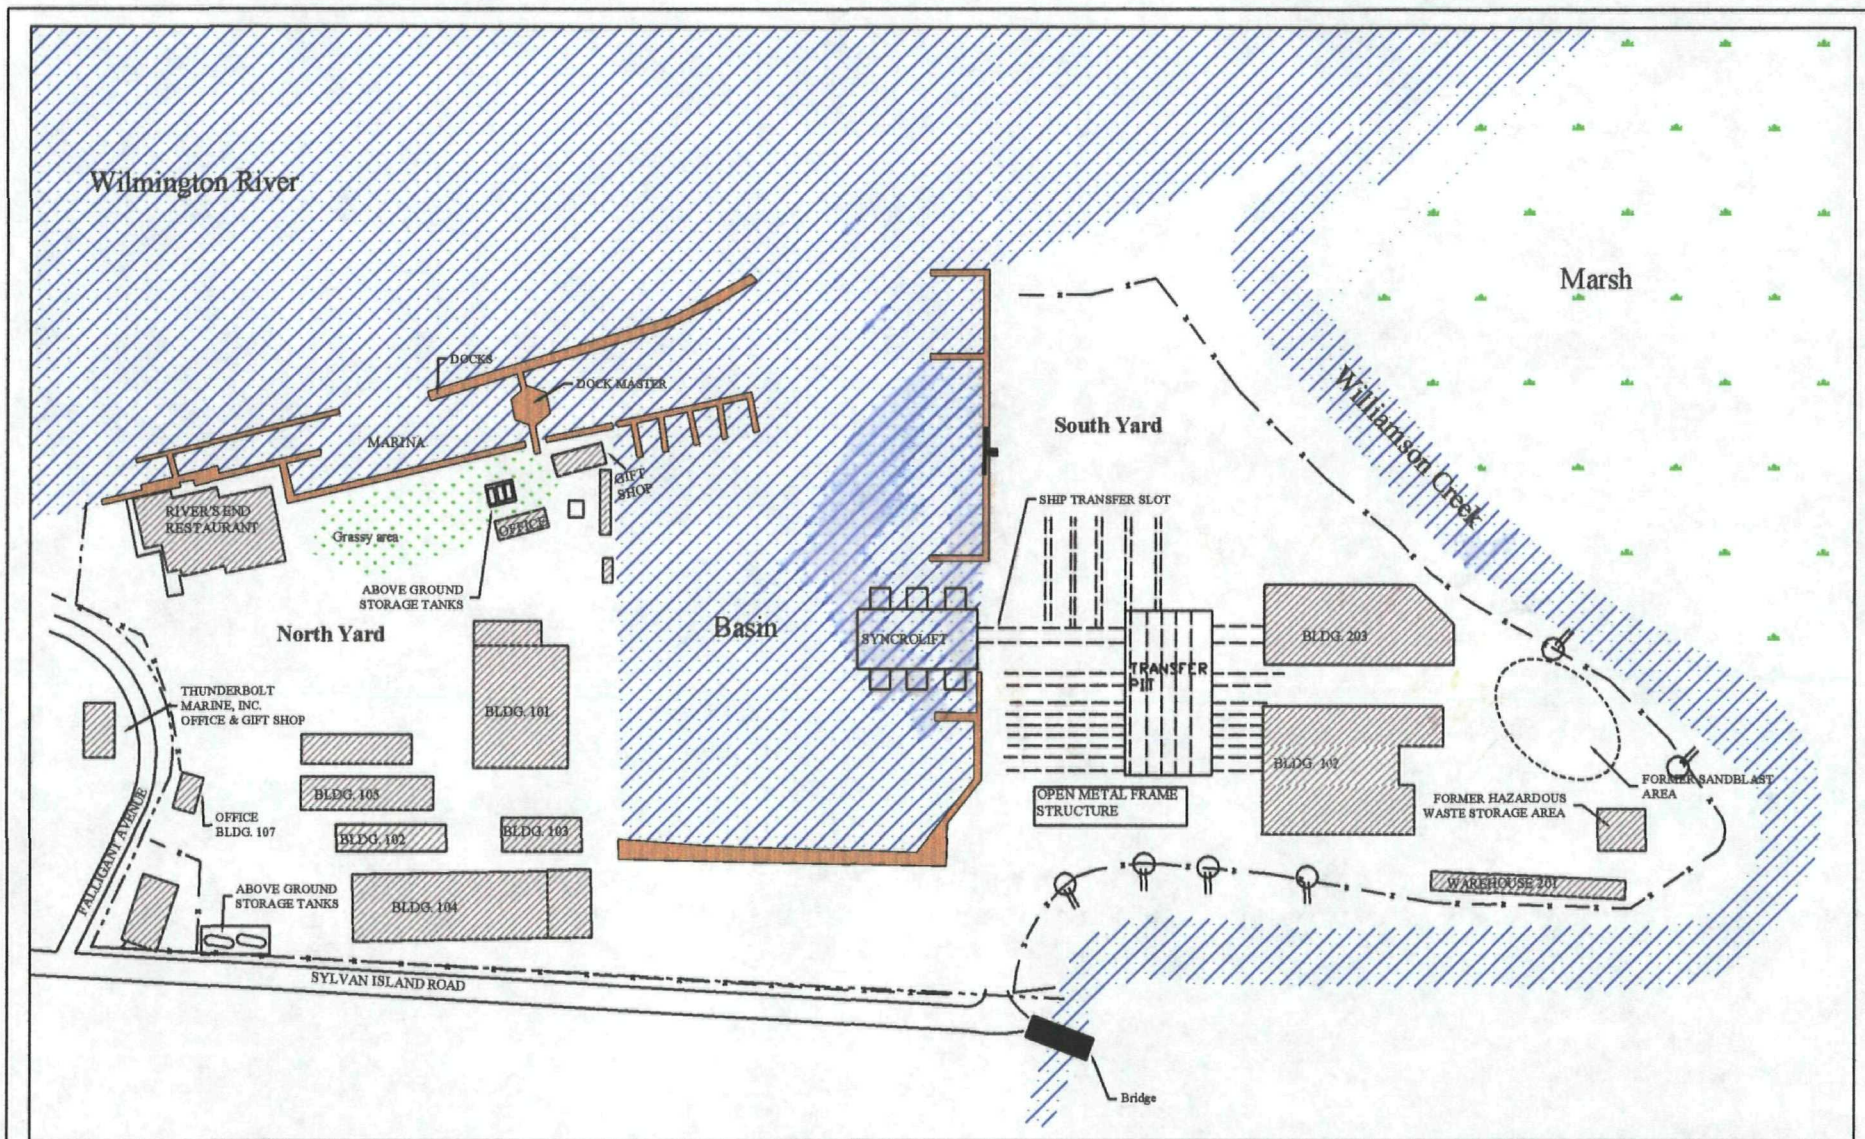 Wilmington River
Marsh
DOCKS
DOCK MASTER
Williamson Creek
MARINA
South Yard
GIFT
SHOP
SHIP TRANSFER SLOT
RIVER'S END
RESTAURANT
OFFICE
Grassy area
ABOVE GROUND
STORAGE TANKS
North Yard
Basin
SYNCROLIFT
BLDG. 203
TRANSFER
PIT
THUNDERBOLT
MARINE, INC.
OFFICE & GIFT SHOP
BLDG. 101
BLDG. 102
FORMER SANDBLAST
AREA
BLDG. 105
OPEN METAL FRAME
STRUCTURE
FORMER HAZARDOUS
WASTE STORAGE AREA
OFFICE
BLDG. 107
BLDG. 102
BLDG. 103
FALLIGANT AVENUE
WAREHOUSE 201
ABOVE GROUND
STORAGE TANKS
BLDG. 104
SYLVAN ISLAND ROAD
Bridge